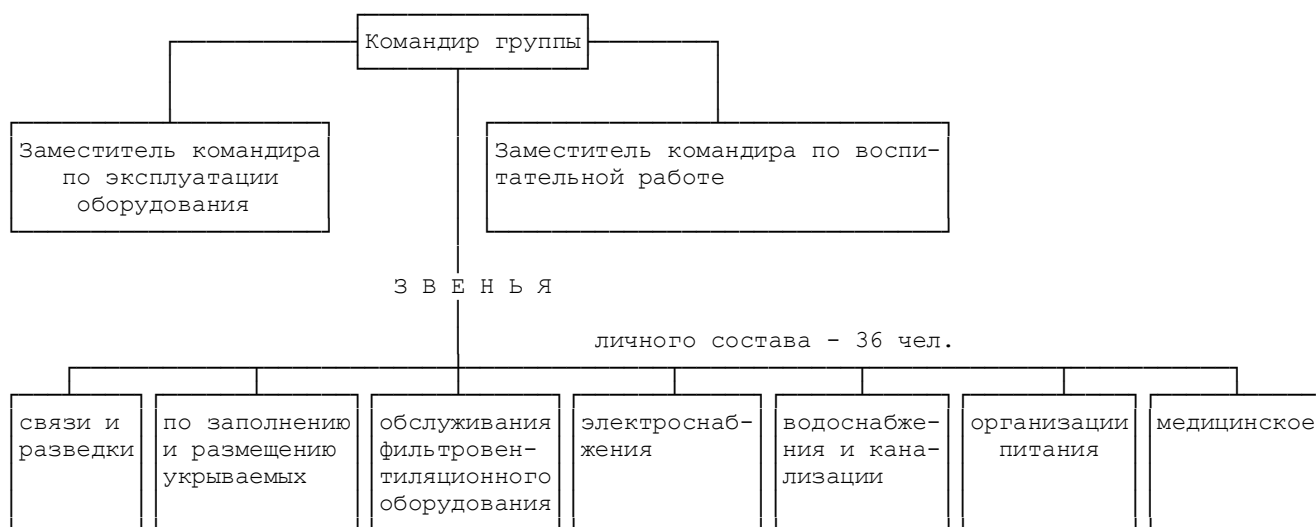 Командир группы
Заместитель командира
по эксплуатации
оборудования
Заместитель командира по воспи-
тательной работе
З В Е Н Ь Я
личного состава - 36 чел.
связи и
разведки
по заполнению
и размещению
укрываемых
обслуживания
фильтровен-
тиляционного
оборудования
электроснаб-
жения
водоснабже-
ния и кана-
лизации
организации
питания
медицинское